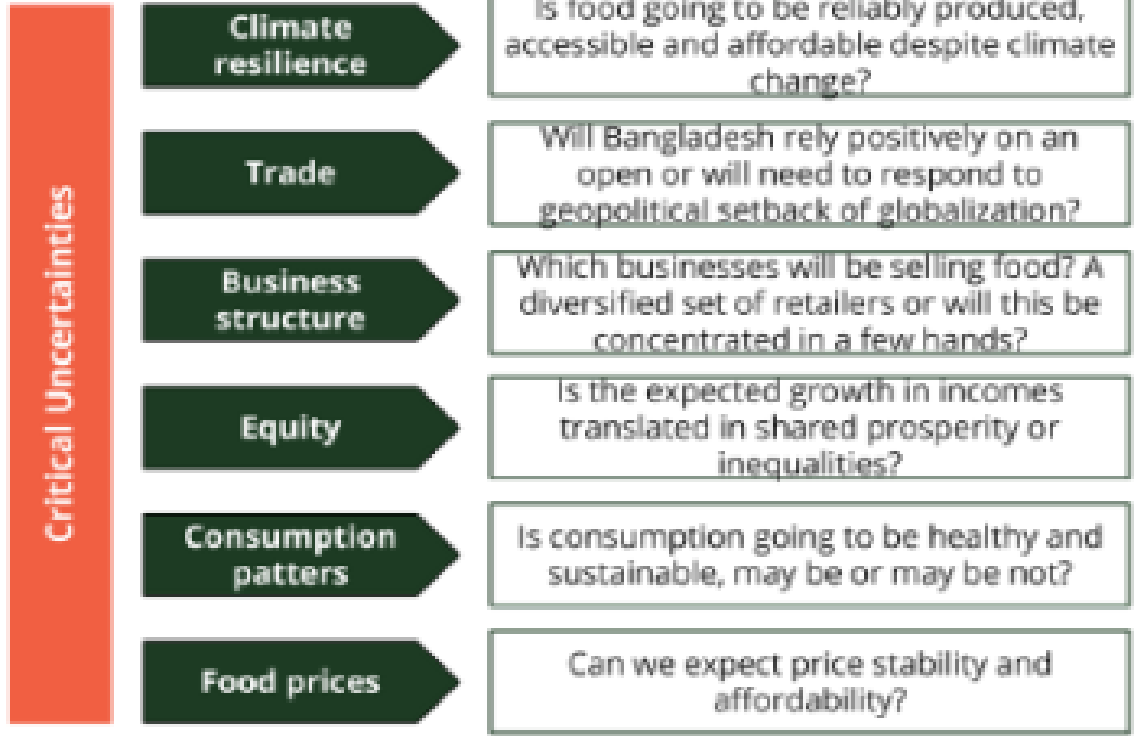 Critical Uncertainties
Climate
resilience
Is food going to be reliably produced,
accessible and affordable despite climate
change?
Trade
Will Bangladesh rely positively on an
open or will need to respond to
geopolitical setback of globalization?
Business
structure
Which businesses will be selling food? A
diversified set of retailers or will this be
concentrated in a few hands?
Equity
Is the expected growth in incomes
translated in shared prosperity or
inequalities?
Consumption
patters
Is consumption going to be healthy and
sustainable, may be or may be not?
Food prices
Can we expect price stability and
affordability?